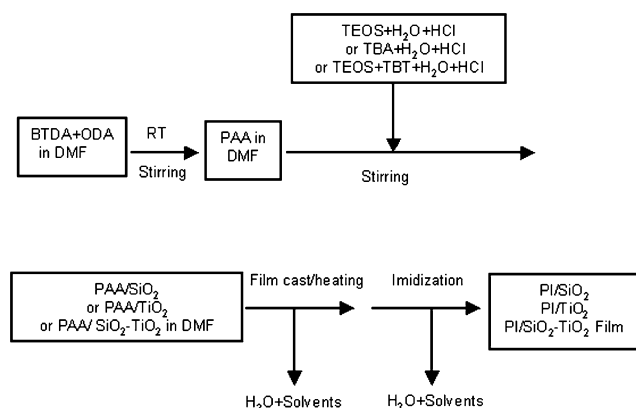 TEOS+H₂O+HCl
or TBA+H₂O+HCl
or TEOS+TBT+H₂O+HCl
BTDA+ODA
in DMF
RT
Stirring
PAA in
DMF
Stirring
PAA/SiO₂
or PAA/TiO₂
or PAA/ SiO₂-TiO₂ in DMF
Film cast/heating
Imidization
PI/SiO₂
PI/TiO₂
PI/SiO₂-TiO₂ Film
H₂O+Solvents
H₂O+Solvents